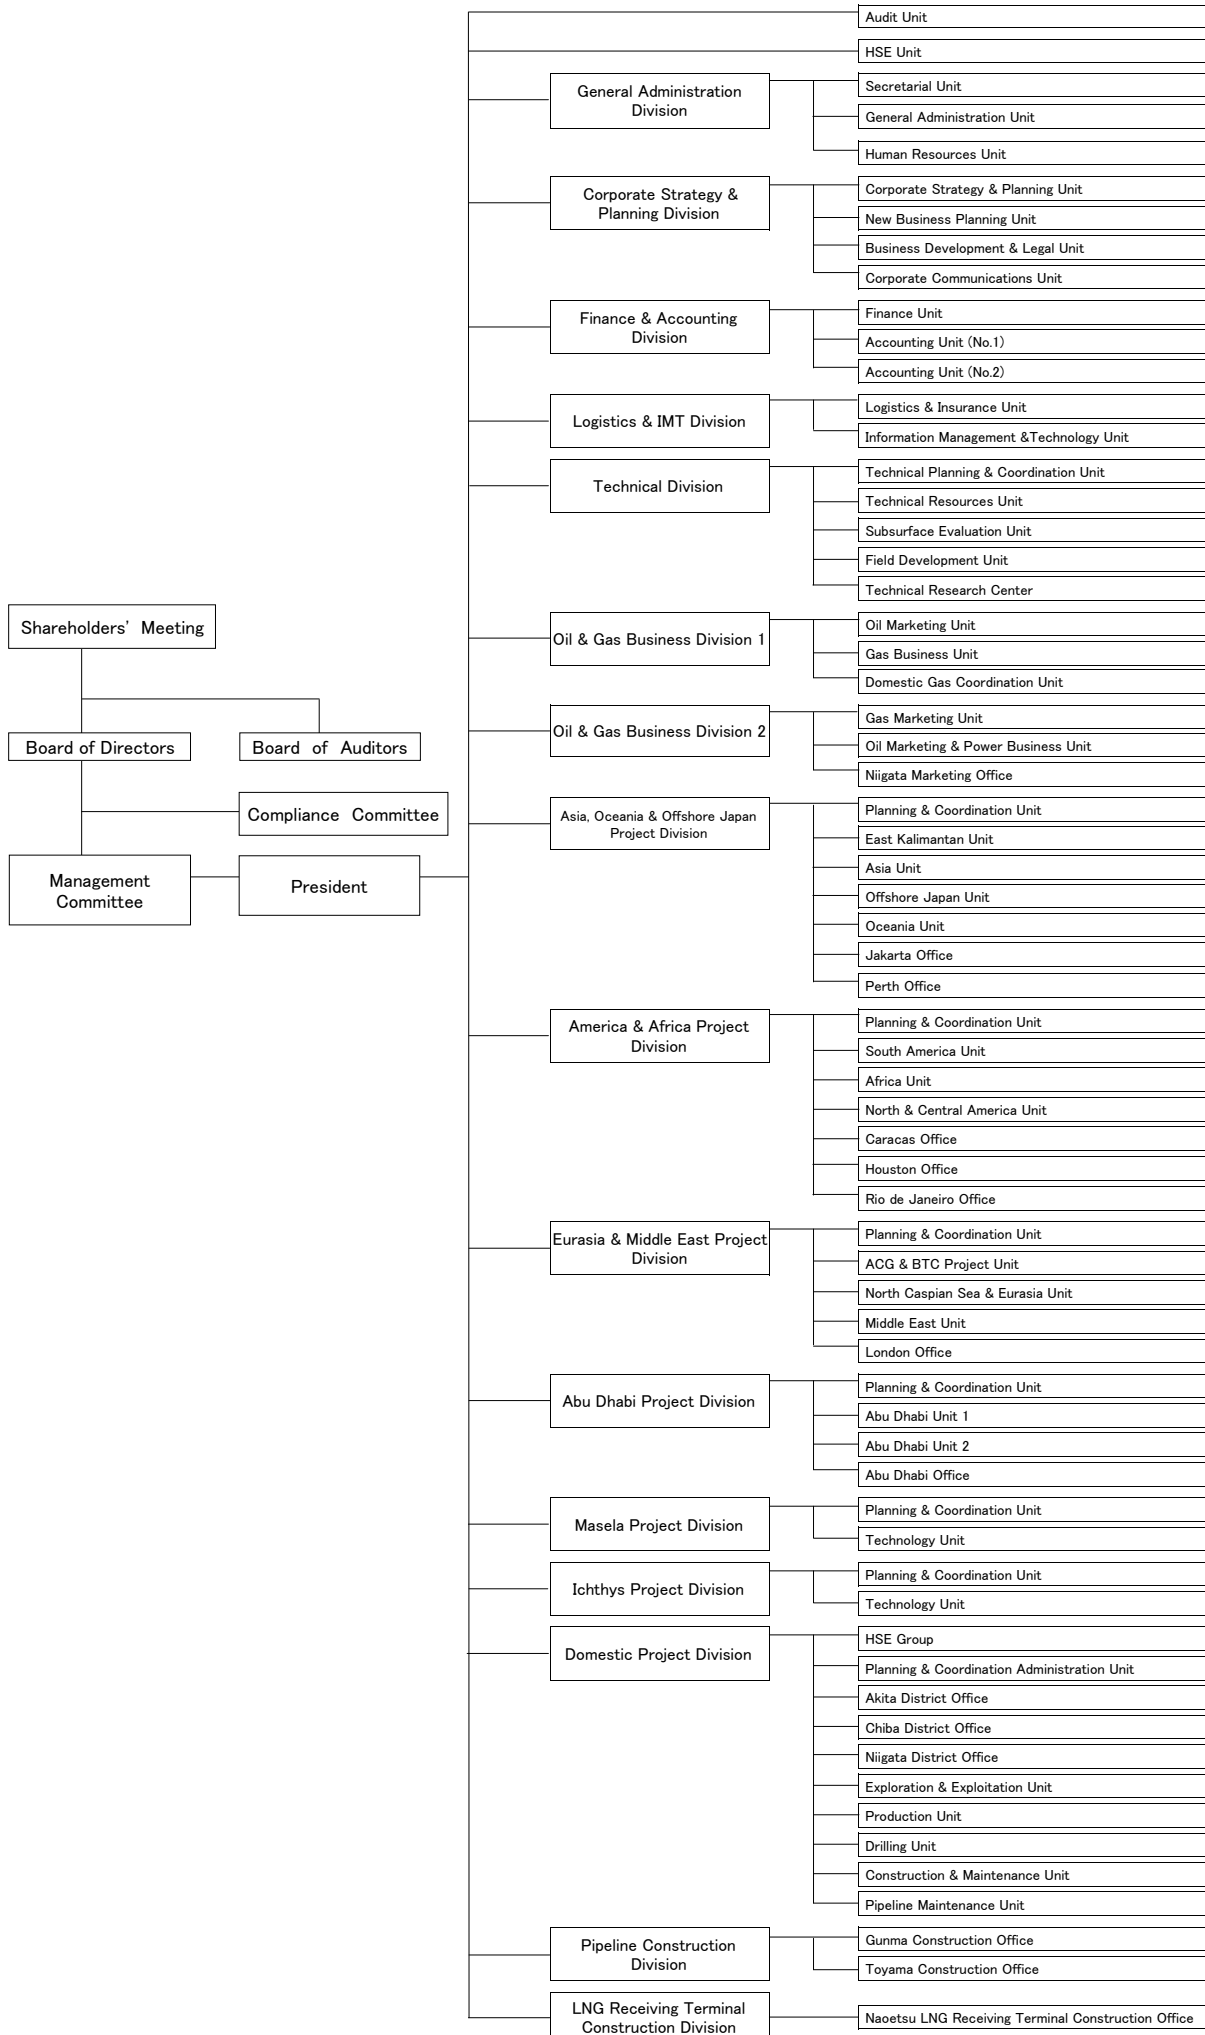 Shareholders' Meeting
Board of Directors
Board of Auditors
Compliance Committee
Management
Committee
President
Audit Unit
HSE Unit
General Administration
Division
Secretarial Unit
General Administration Unit
Human Resources Unit
Corporate Strategy &
Planning Division
Corporate Strategy & Planning Unit
New Business Planning Unit
Business Development & Legal Unit
Corporate Communications Unit
Finance & Accounting
Division
Finance Unit
Accounting Unit (No.1)
Accounting Unit (No.2)
Logistics & IMT Division
Logistics & Insurance Unit
Information Management &Technology Unit
Technical Division
Technical Planning & Coordination Unit
Technical Resources Unit
Subsurface Evaluation Unit
Field Development Unit
Technical Research Center
Oil & Gas Business Division 1
Oil Marketing Unit
Gas Business Unit
Domestic Gas Coordination Unit
Oil & Gas Business Division 2
Gas Marketing Unit
Oil Marketing & Power Business Unit
Niigata Marketing Office
Asia, Oceania & Offshore Japan
Project Division
Planning & Coordination Unit
East Kalimantan Unit
Asia Unit
Offshore Japan Unit
Oceania Unit
Jakarta Office
Perth Office
America & Africa Project
Division
Planning & Coordination Unit
South America Unit
Africa Unit
North & Central America Unit
Caracas Office
Houston Office
Rio de Janeiro Office
Eurasia & Middle East Project
Division
Planning & Coordination Unit
ACG & BTC Project Unit
North Caspian Sea & Eurasia Unit
Middle East Unit
London Office
Abu Dhabi Project Division
Planning & Coordination Unit
Abu Dhabi Unit 1
Abu Dhabi Unit 2
Abu Dhabi Office
Masela Project Division
Planning & Coordination Unit
Technology Unit
Ichthys Project Division
Planning & Coordination Unit
Technology Unit
Domestic Project Division
HSE Group
Planning & Coordination Administration Unit
Akita District Office
Chiba District Office
Niigata District Office
Exploration & Exploitation Unit
Production Unit
Drilling Unit
Construction & Maintenance Unit
Pipeline Maintenance Unit
Pipeline Construction
Division
Gunma Construction Office
Toyama Construction Office
LNG Receiving Terminal
Construction Division
Naoetsu LNG Receiving Terminal Construction Office